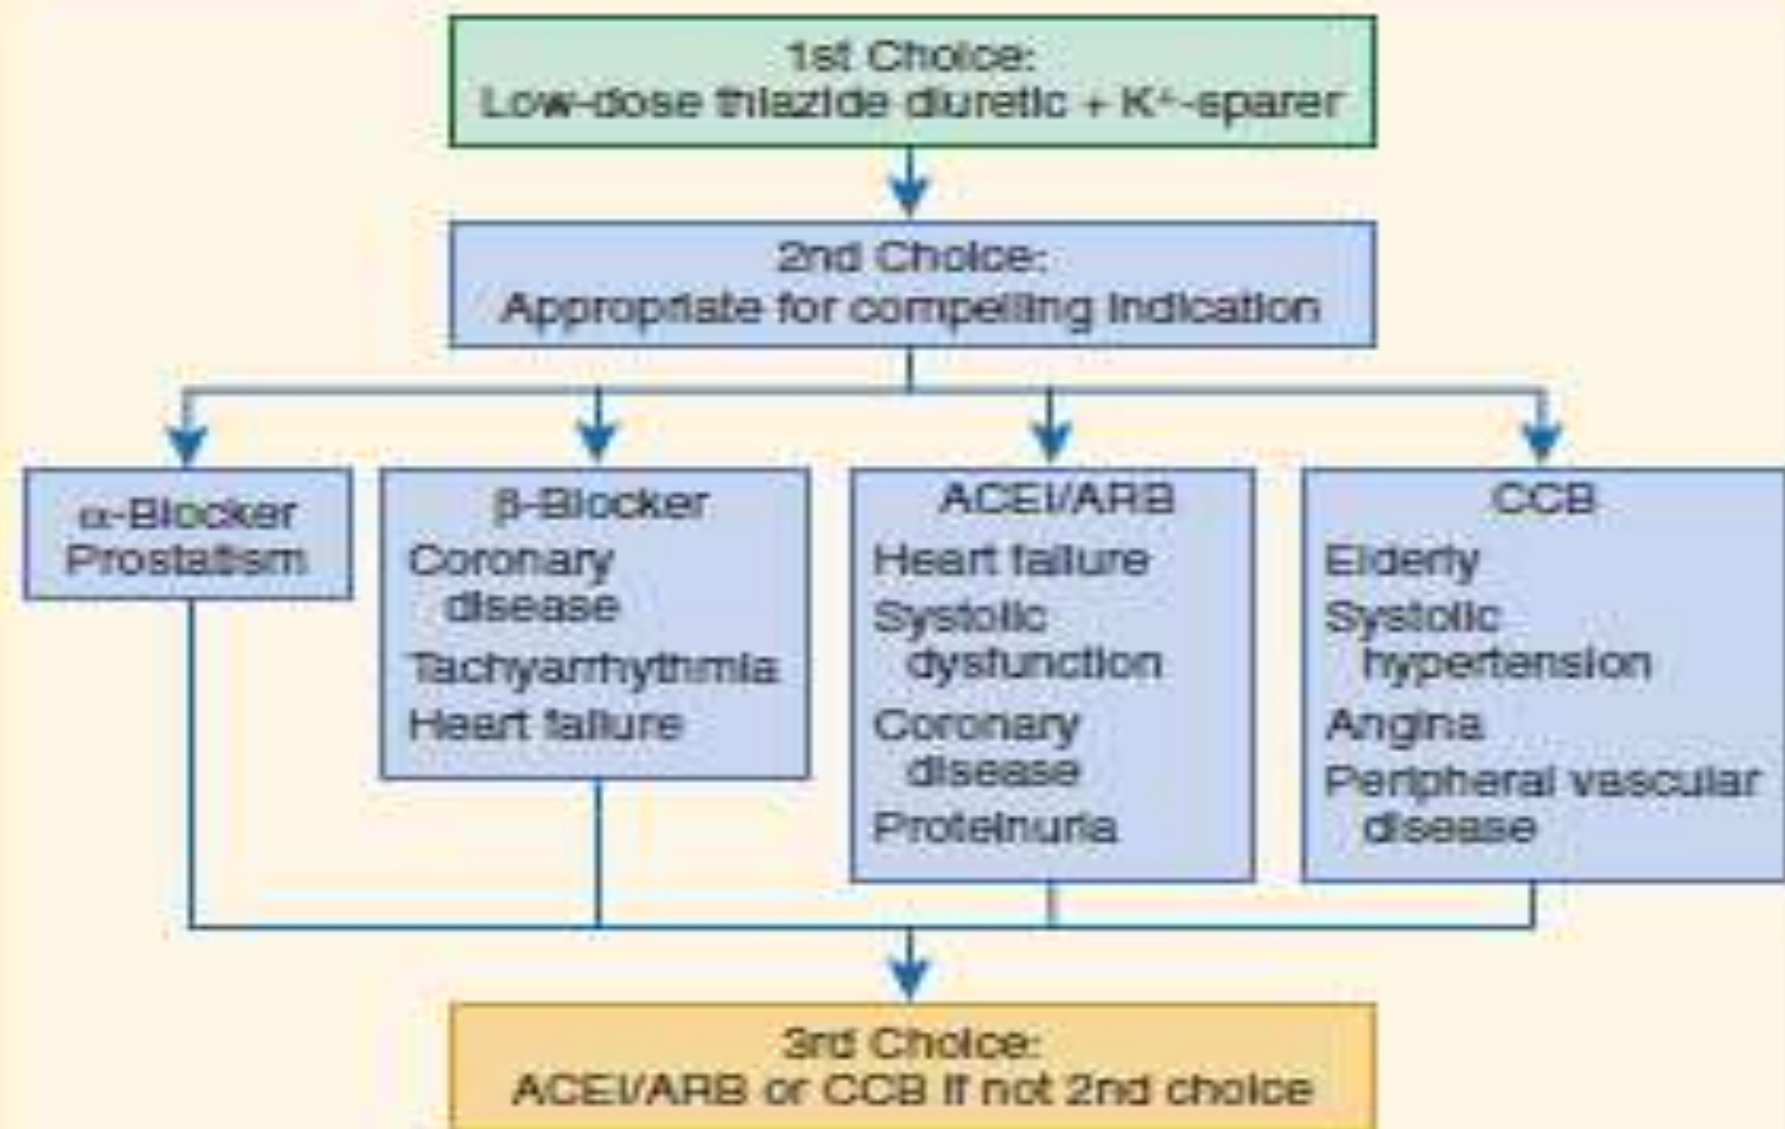 1st Choice:
Low-dose thiazide diuretic + K⁺-sparer
2nd Choice:
Appropriate for compelling indication
α-Blocker
Prostatism
β-Blocker
Coronary
disease
Tachyarrhythmia
Heart failure
ACEI/ARB
Heart failure
Systolic
dysfunction
Coronary
disease
Proteinuria
CCB
Elderly
Systolic
hypertension
Angina
Peripheral vascular
disease
3rd Choice:
ACEI/ARB or CCB if not 2nd choice